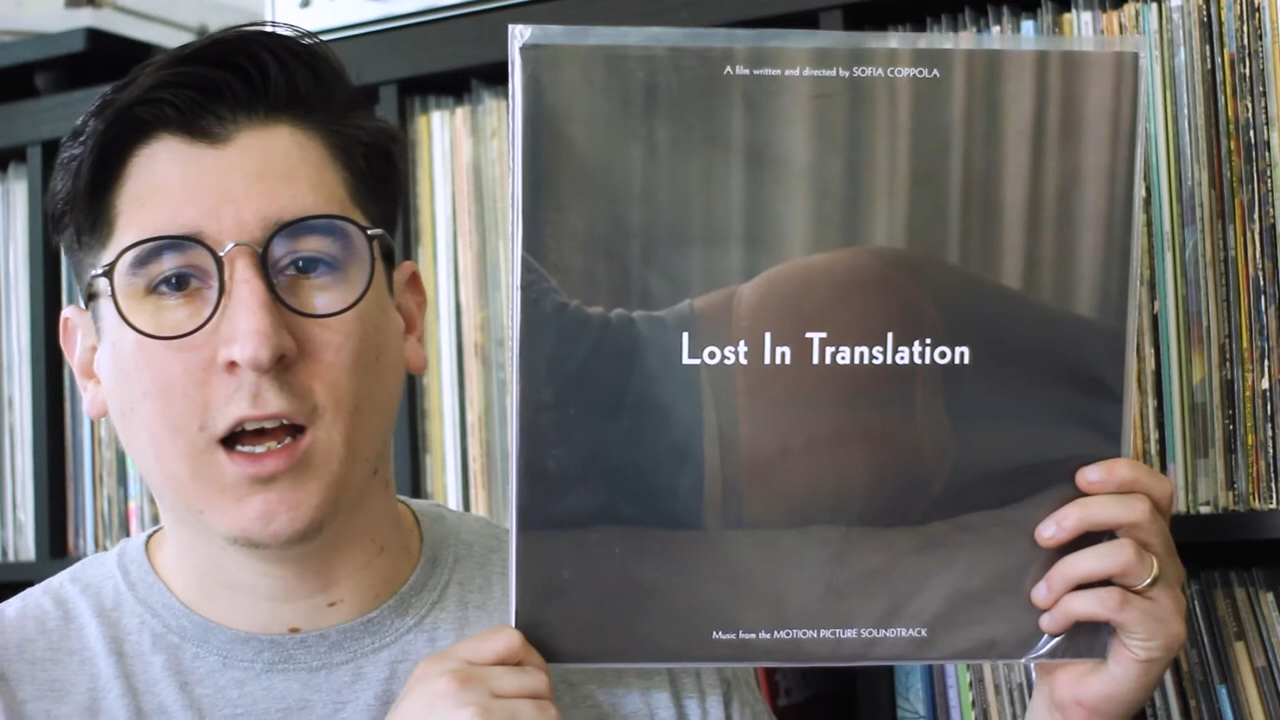 A film written and directed by SOFIA COPPOLA
Lost In Translation
Music from the MOTION PICTURE SOUNDTRACK